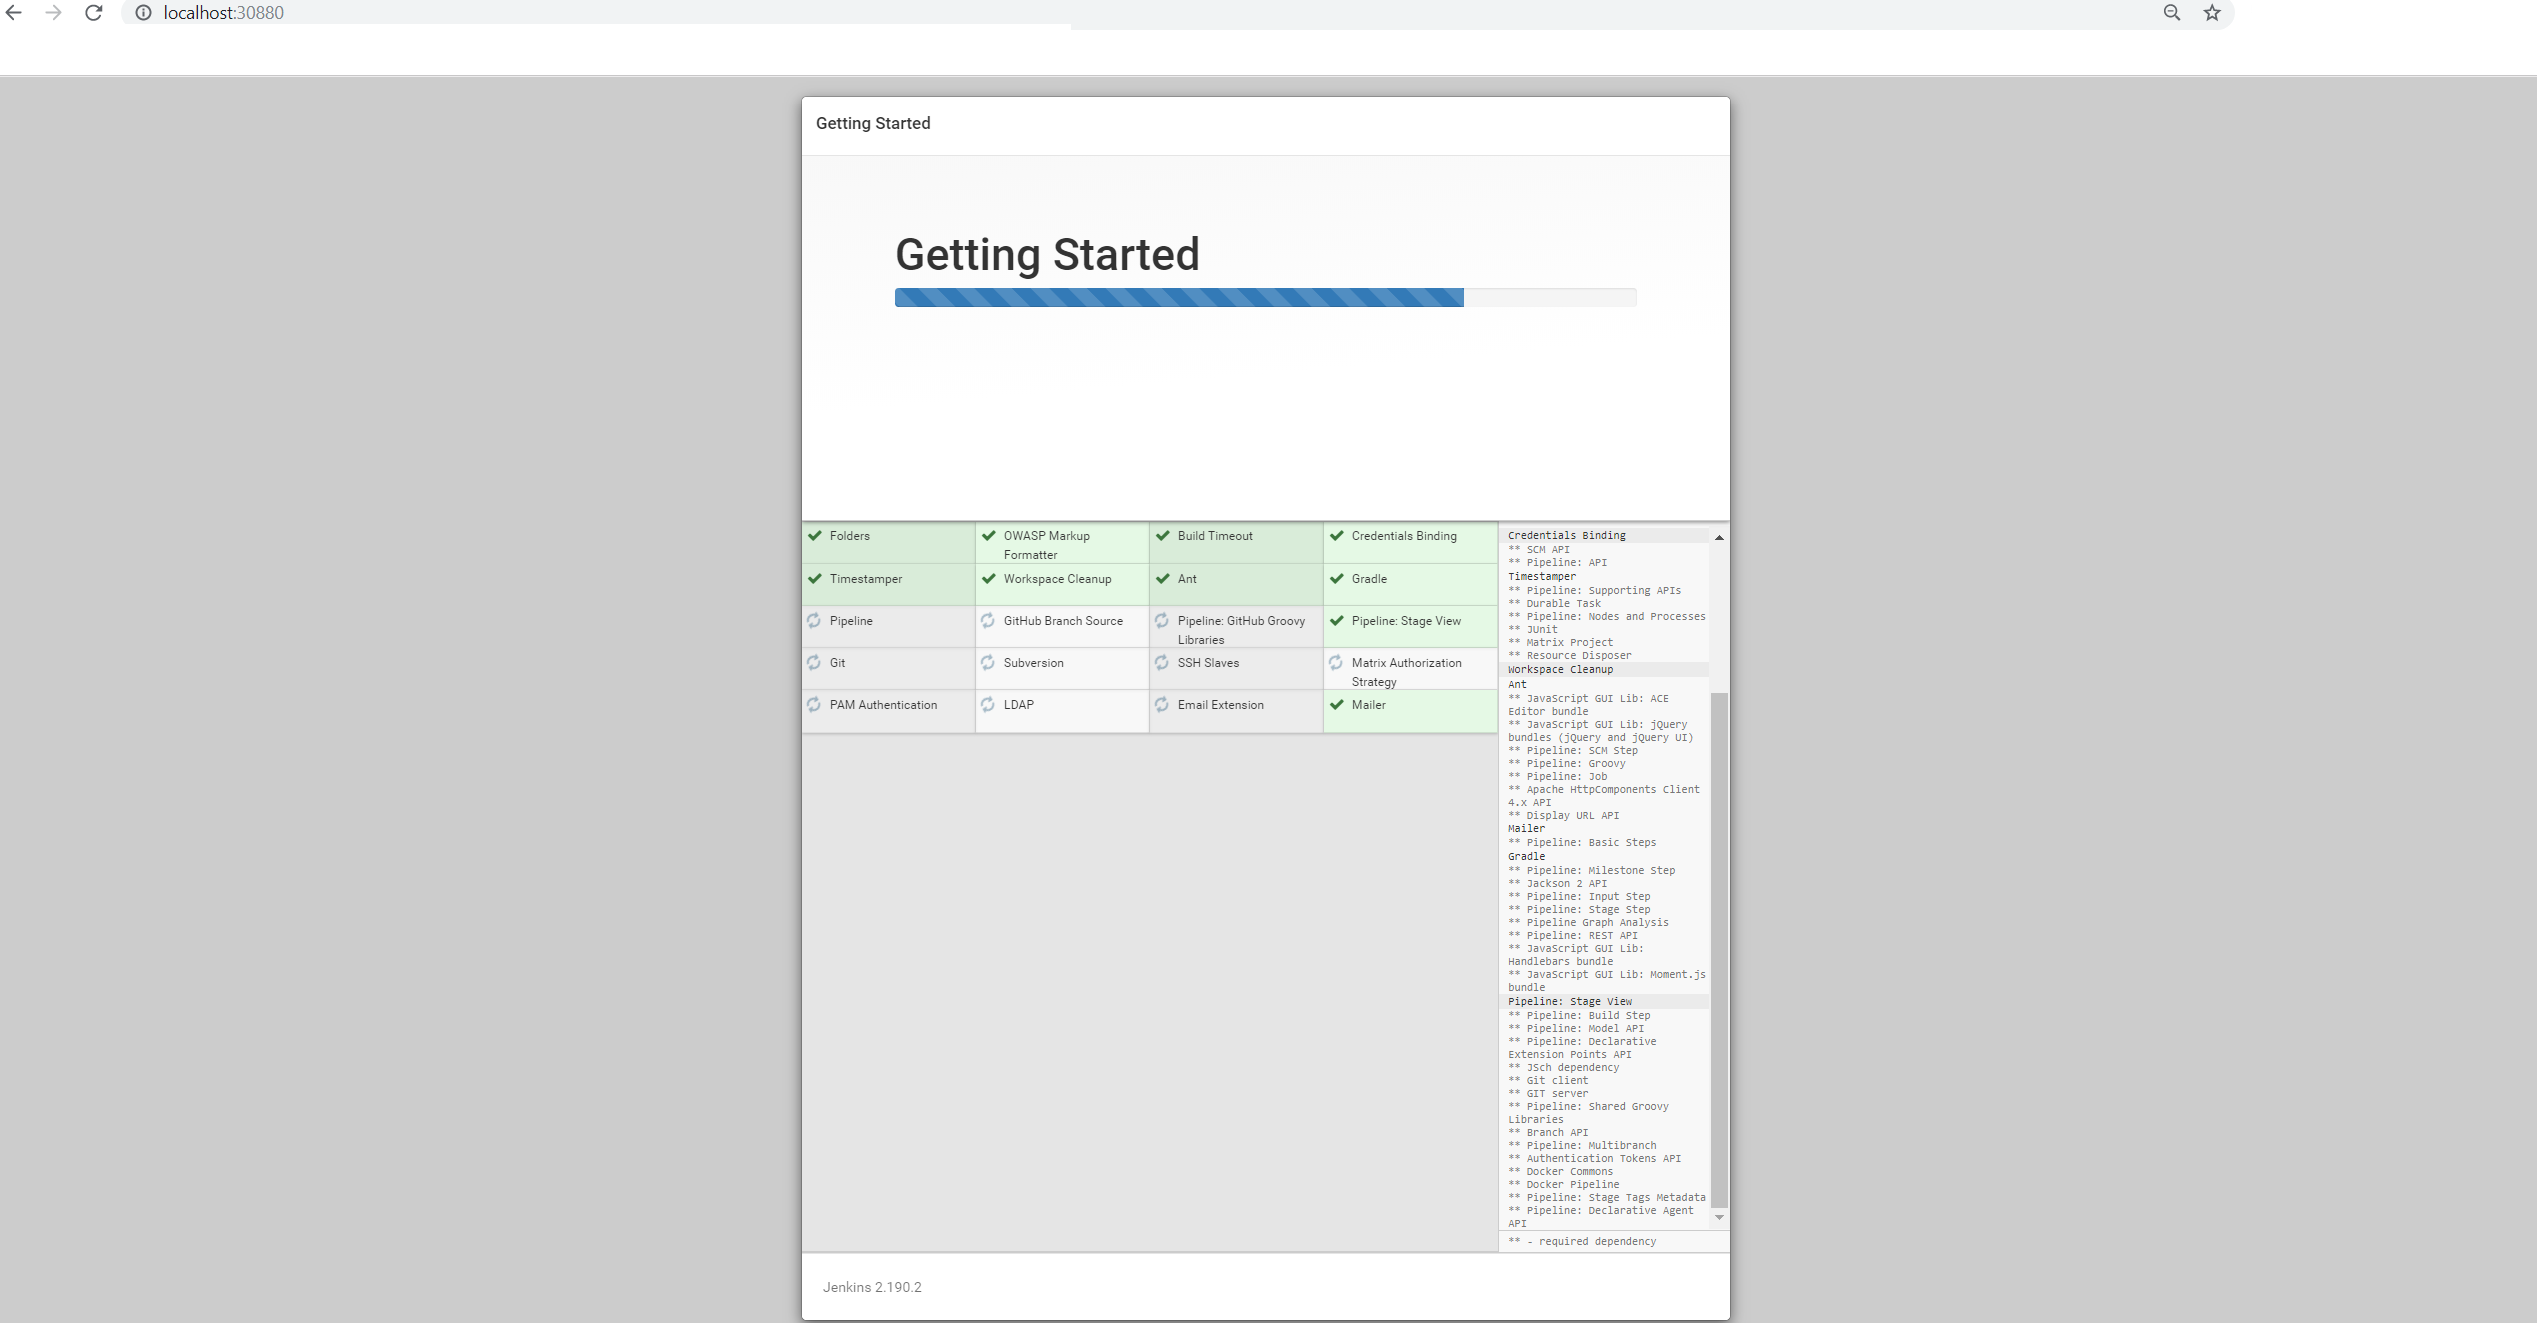 localhost:30880
Getting Started
Getting Started
Folders
OWASP Markup
Formatter
Build Timeout
Credentials Binding
Timestamper
Workspace Cleanup
Ant
Gradle
Pipeline
GitHub Branch Source
Pipeline: GitHub Groovy
Libraries
Pipeline: Stage View
Git
Subversion
SSH Slaves
Matrix Authorization
Strategy
PAM Authentication
LDAP
Email Extension
Mailer
Credentials Binding
** SCM API
** Pipeline: API
Timestamper
** Pipeline: Supporting APIs
** Durable Task
** Pipeline: Nodes and Processes
** JUnit
** Matrix Project
** Resource Disposer
Workspace Cleanup
Ant
** JavaScript GUI Lib: ACE
Editor bundle
** JavaScript GUI Lib: jQuery
bundles (jQuery and jQuery UI)
** Pipeline: SCM Step
** Pipeline: Groovy
** Pipeline: Job
** Apache HttpComponents Client
4.x API
** Display URL API
Mailer
** Pipeline: Basic Steps
Gradle
** Pipeline: Milestone Step
** Jackson 2 API
** Pipeline: Input Step
** Pipeline: Stage Step
** Pipeline Graph Analysis
** Pipeline: REST API
** JavaScript GUI Lib:
Handlebars bundle
** JavaScript GUI Lib: Moment.js
bundle
Pipeline: Stage View
** Pipeline: Build Step
** Pipeline: Model API
** Pipeline: Declarative
Extension Points API
** JSch dependency
** Git client
** GIT server
** Pipeline: Shared Groovy
Libraries
** Branch API
** Pipeline: Multibranch
** Authentication Tokens API
** Docker Commons
** Docker Pipeline
** Pipeline: Stage Tags Metadata
** Pipeline: Declarative Agent
API
** - required dependency
Jenkins 2.190.2